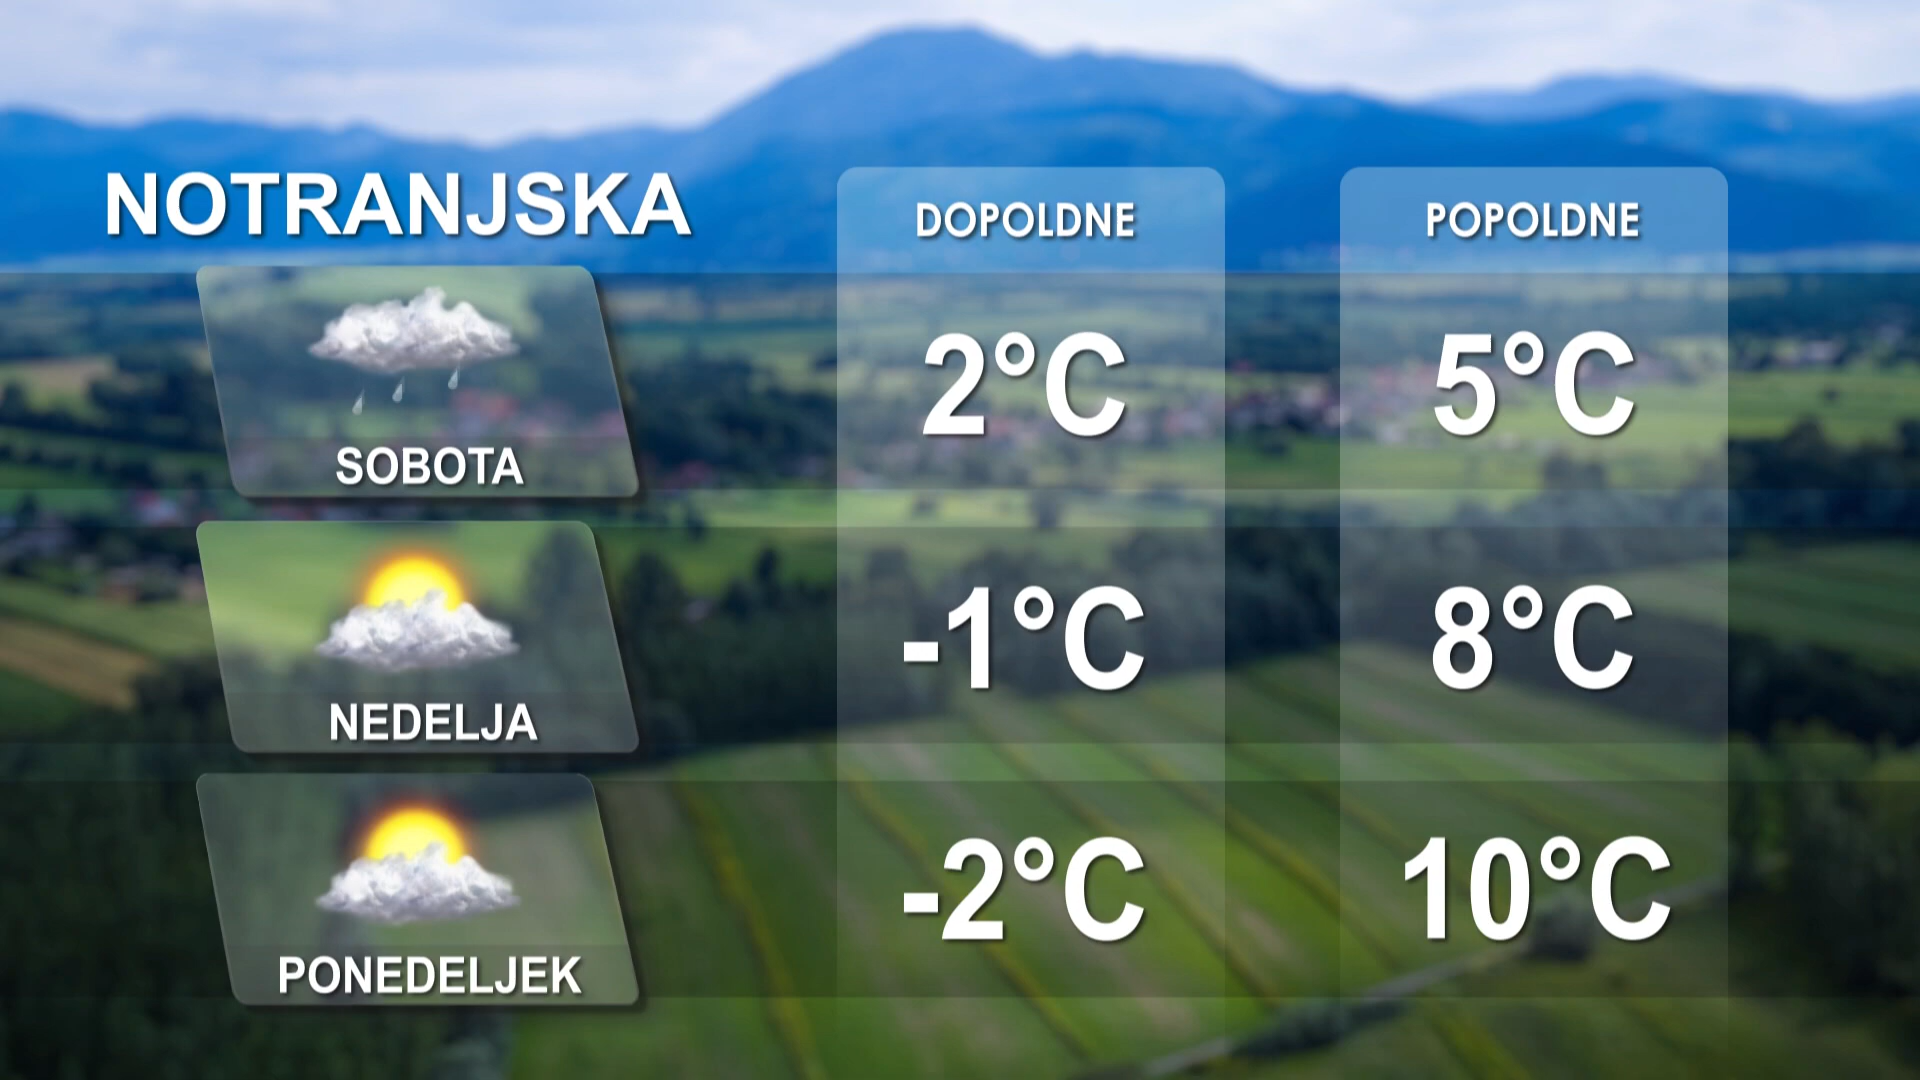 NOTRANJSKA
DOPOLDNE
POPOLDNE
SOBOTA
2°C
5°C
NEDELJA
-1°C
8°C
PONEDELJEK
-2°C
10°C